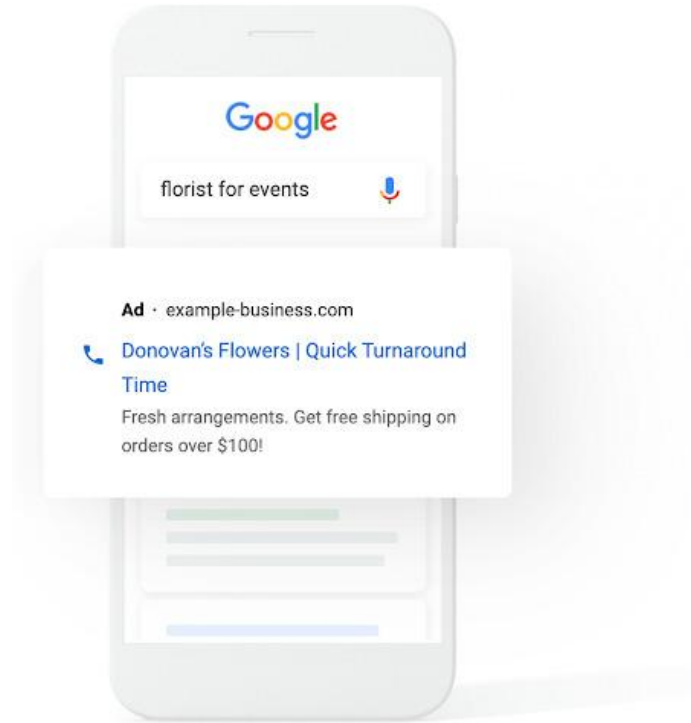 Google
florist for events
Ad · example-business.com
Donovan's Flowers | Quick Turnaround
Time
Fresh arrangements. Get free shipping on
orders over $100!